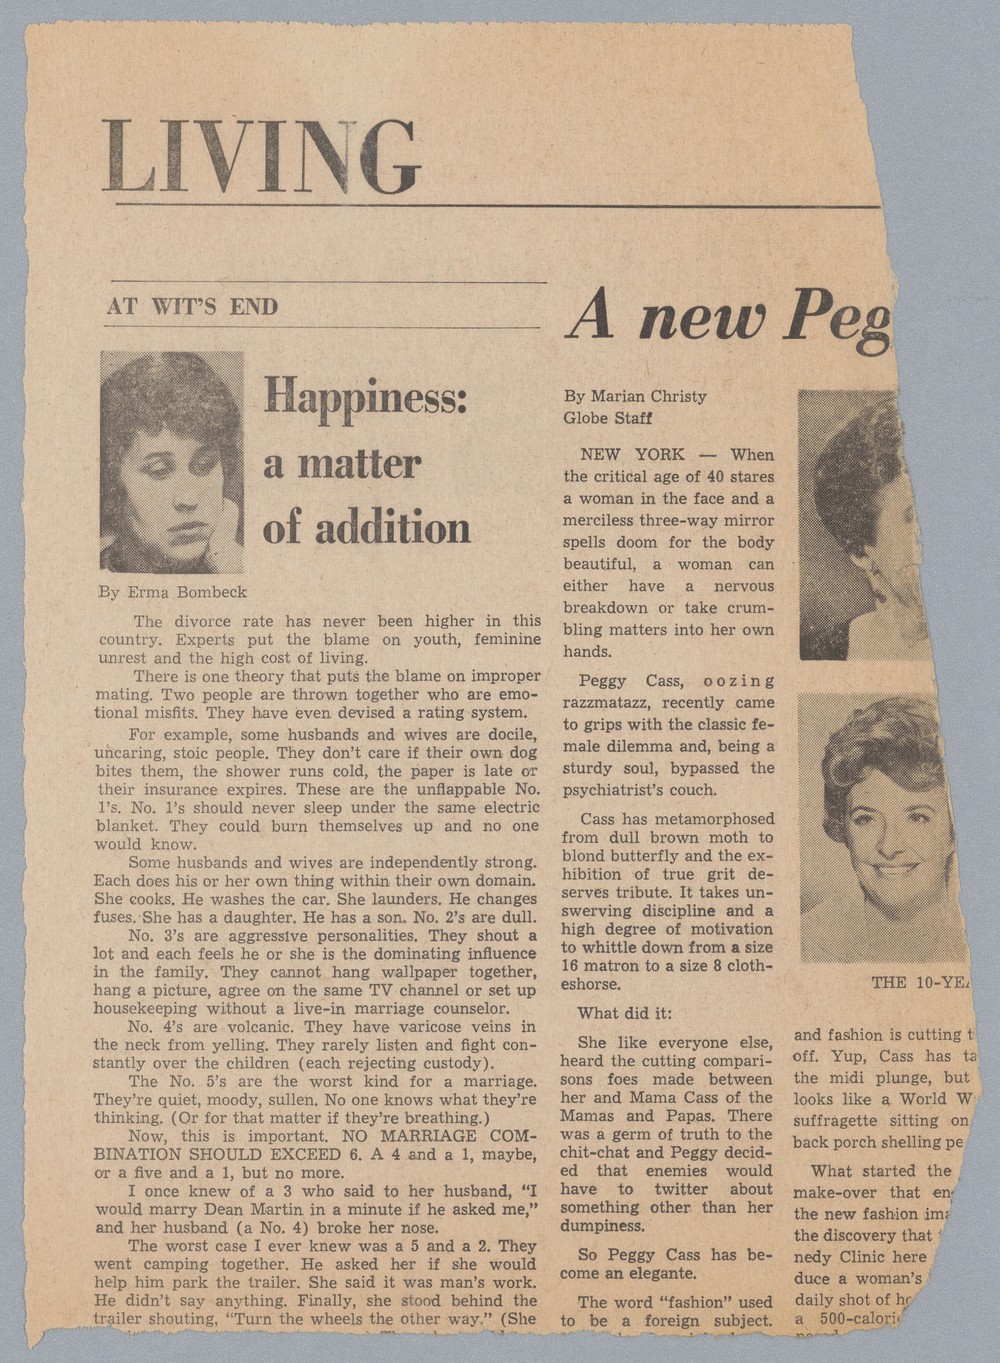 LIVING
AT WIT'S END
Happiness:
a matter
of addition
By Erma Bombeck
The divorce rate has never been higher in this
country. Experts put the blame on youth, feminine
unrest and the high cost of living.
There is one theory that puts the blame on improper
mating. Two people are thrown together who are emo-
tional misfits. They have even devised a rating system.
For example, some husbands and wives are docile,
uncaring, stoic people. They don't care if their own dog
bites them, the shower runs cold, the paper is late or
their insurance expires. These are the unflappable No.
1's. No. 1's should never sleep under the same electric
blanket. They could burn themselves up and no one
would know.
Some husbands and wives are independently strong.
Each does his or her own thing within their own domain.
She cooks. He washes the car. She launders. He changes
fuses. She has a daughter. He has a son. No. 2's are dull.
No. 3's are aggressive personalities. They shout a
lot and each feels he or she is the dominating influence
in the family. They cannot hang wallpaper together,
hang a picture, agree on the same TV channel or set up
housekeeping without a live-in marriage counselor.
No. 4's are volcanic. They have varicose veins in
the neck from yelling. They rarely listen and fight con-
stantly over the children (each rejecting custody).
The No. 5's are the worst kind for a marriage.
They're quiet, moody, sullen. No one knows what they're
thinking. (Or for that matter if they're breathing.)
Now, this is important. NO MARRIAGE COM-
BINATION SHOULD EXCEED 6. A 4 and a 1, maybe,
or a five and a 1, but no more.
I once knew of a 3 who said to her husband, "I
would marry Dean Martin in a minute if he asked me,"
and her husband (a No. 4) broke her nose.
The worst case I ever knew was a 5 and a 2. They
went camping together. He asked her if she would
help him park the trailer. She said it was man's work.
He didn't say anything. Finally, she stood behind the
trailer shouting, "Turn the wheels the other way." (She
A new Peg
By Marian Christy
Globe Staff
NEW YORK — When
the critical age of 40 stares
a woman in the face and a
merciless three-way mirror
spells doom for the body
beautiful, a woman can
either have a nervous
breakdown or take crum-
bling matters into her own
hands.
Peggy Cass, oozing
razzmatazz, recently came
to grips with the classic fe-
male dilemma and, being a
sturdy soul, bypassed the
psychiatrist's couch.
Cass has metamorphosed
from dull brown moth to
blond butterfly and the ex-
hibition of true grit de-
serves tribute. It takes un-
swerving discipline and a
high degree of motivation
to whittle down from a size
16 matron to a size 8 cloth-
eshorse.
What did it:
She like everyone else,
heard the cutting compari-
sons foes made between
her and Mama Cass of the
Mamas and Papas. There
was a germ of truth to the
chit-chat and Peggy decid-
ed that enemies would
have to twitter about
something other than her
dumpiness.
So Peggy Cass has be-
come an elegante.
The word "fashion" used
to be a foreign subject.
THE 10-YEA
and fashion is cutting t
off. Yup, Cass has ta
the midi plunge, but
looks like a World W
suffragette sitting on
back porch shelling pe
What started the
make-over that en
the new fashion ima
the discovery that
nedy Clinic here
duce a woman's
daily shot of ho
a 500-calori